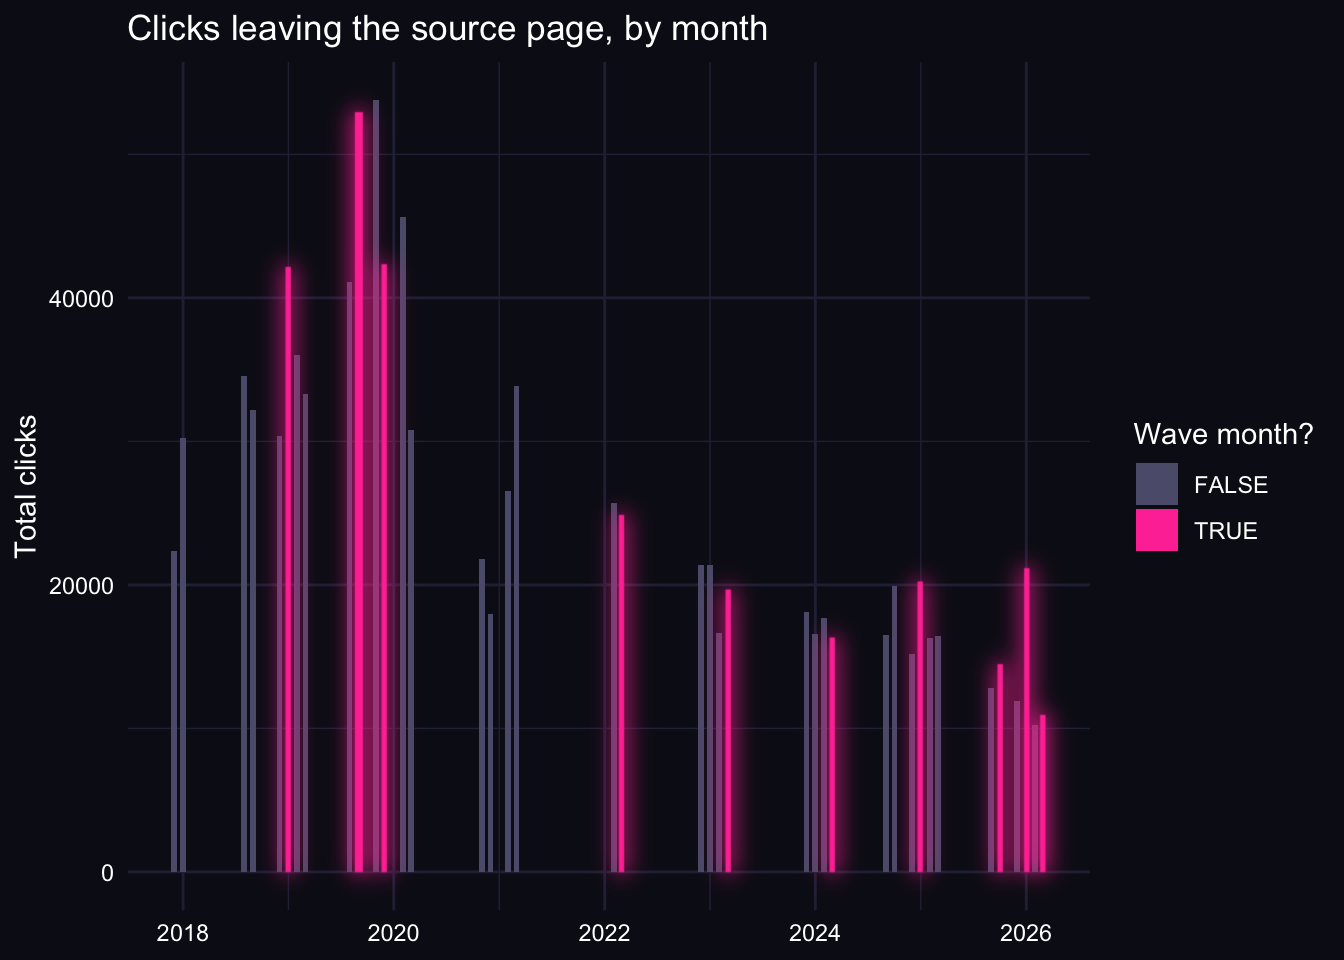 Clicks leaving the source page, by month
Total clicks
40000
20000
0
2018
2020
2022
2024
2026
Wave month?
FALSE
TRUE